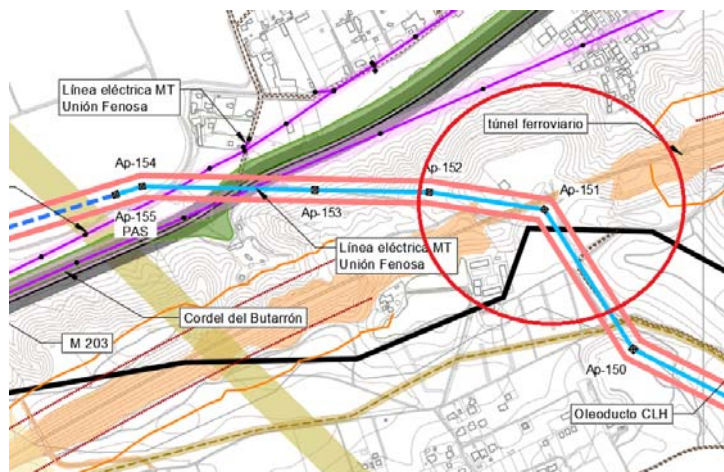 Línea eléctrica MT
Unión Fenosa
túnel ferroviario
Ap-154
Ap-152
Ap-151
Ap-155
PAS
Ap-153
Línea eléctrica MT
Unión Fenosa
Cordel del Butarrón
M 203
Ap-150
Oleoducto CLH